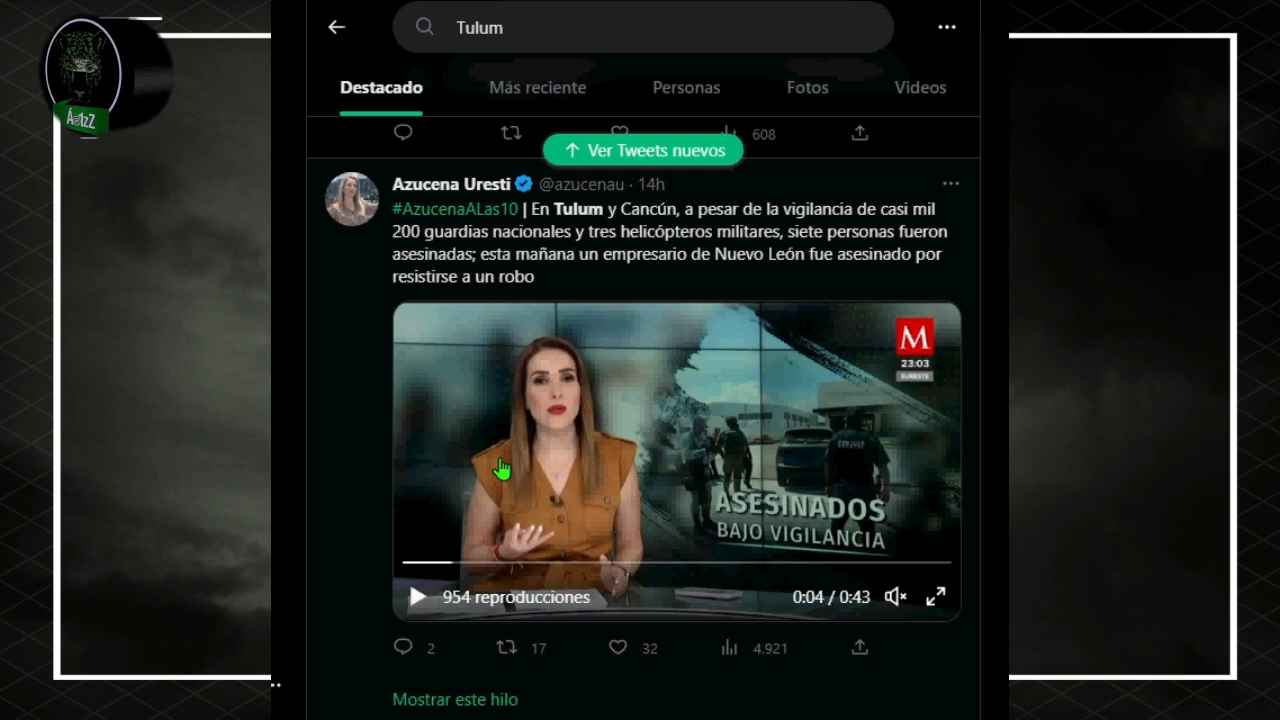 Tulum
Destacado Más reciente Personas Fotos Videos
608
Ver Tweets nuevos
Azucena Uresti @azucenau · 14h
#AzucenaALas10 | En Tulum y Cancún, a pesar de la vigilancia de casi mil
200 guardias nacionales y tres helicópteros militares, siete personas fueron
asesinadas; esta mañana un empresario de Nuevo León fue asesinado por
resistirse a un robo
M
23:03
SURESTE
ASESINADOS
BAJO VIGILANCIA
954 reproducciones 0:04 / 0:43
2 17 32 4.921
Mostrar este hilo